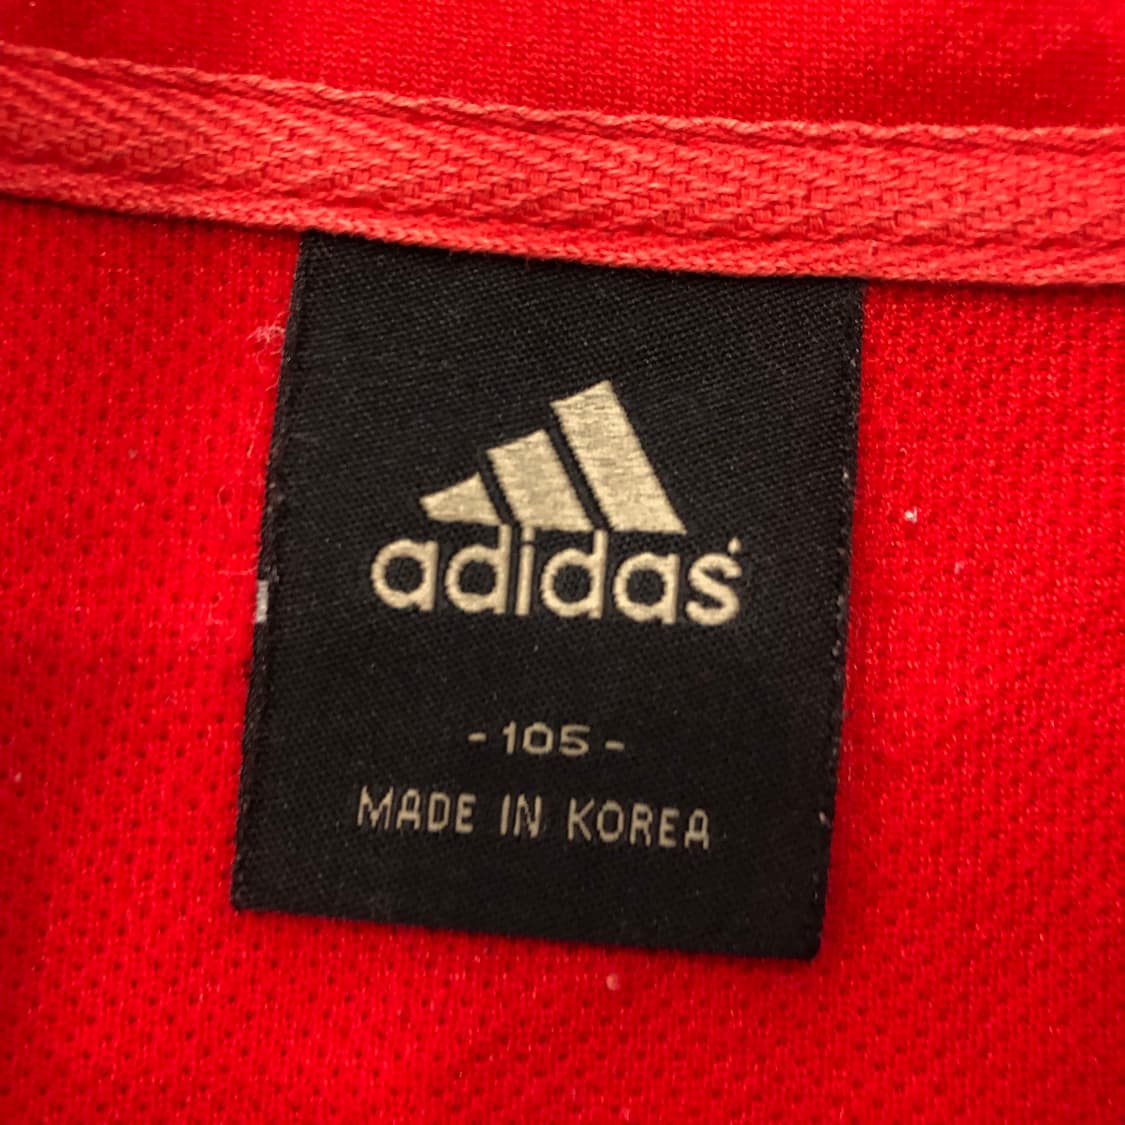 adidas
-105-
MADE IN KOREA